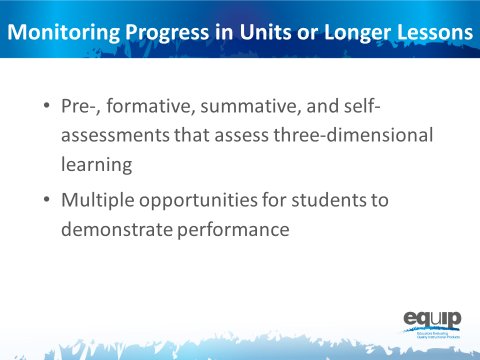 Monitoring Progress in Units or Longer Lessons
• Pre-, formative, summative, and self-
assessments that assess three-dimensional
learning
• Multiple opportunities for students to
demonstrate performance
equip
Educators Evaluating
Quality Instructional Products